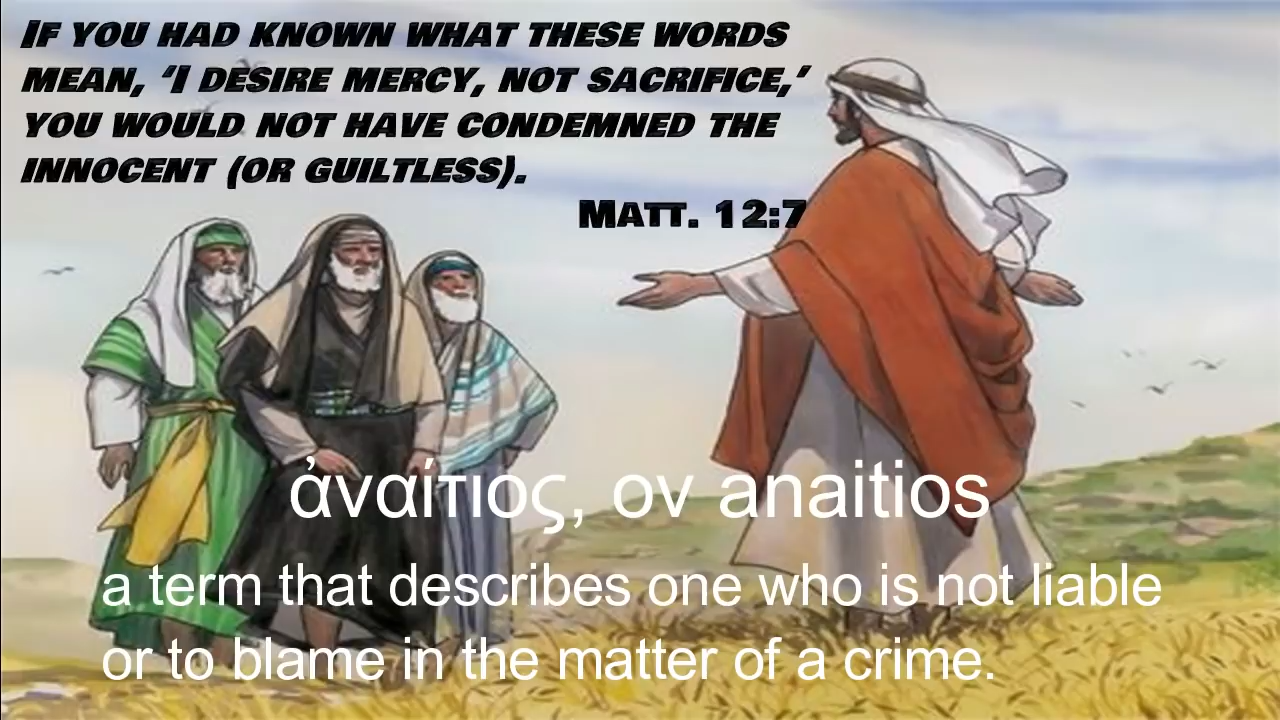 IF YOU HAD KNOWN WHAT THESE WORDS
MEAN, ‘I DESIRE MERCY, NOT SACRIFICE,’
YOU WOULD NOT HAVE CONDEMNED THE
INNOCENT (OR GUILTLESS).
MATT. 12:7
ἀναίτιος, ον anaitios
a term that describes one who is not liable
or to blame in the matter of a crime.